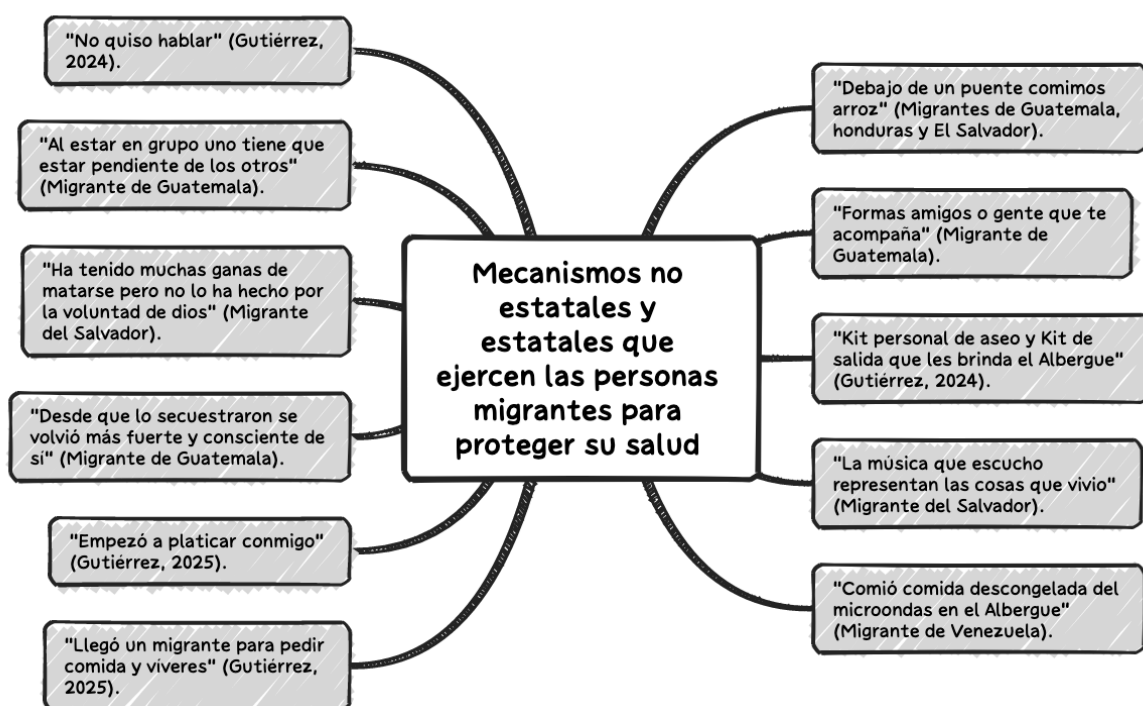 "No quiso hablar" (Gutiérrez,
2024).
"Al estar en grupo uno tiene que
estar pendiente de los otros"
(Migrante de Guatemala).
"Ha tenido muchas ganas de
matarse pero no lo ha hecho por
la voluntad de dios" (Migrante
del Salvador).
"Desde que lo secuestraron se
volvió más fuerte y consciente de
sí" (Migrante de Guatemala).
"Empezó a platicar conmigo"
(Gutiérrez, 2025).
"Llegó un migrante para pedir
comida y víveres" (Gutiérrez,
2025).
Mecanismos no
estatales y
estatales que
ejercen las personas
migrantes para
proteger su salud
"Debajo de un puente comimos
arroz" (Migrantes de Guatemala,
honduras y El Salvador).
"Formas amigos o gente que te
acompaña" (Migrante de
Guatemala).
"Kit personal de aseo y Kit de
salida que les brinda el Albergue"
(Gutiérrez, 2024).
"La música que escucho
representan las cosas que vivio"
(Migrante del Salvador).
"Comió comida descongelada del
microondas en el Albergue"
(Migrante de Venezuela).